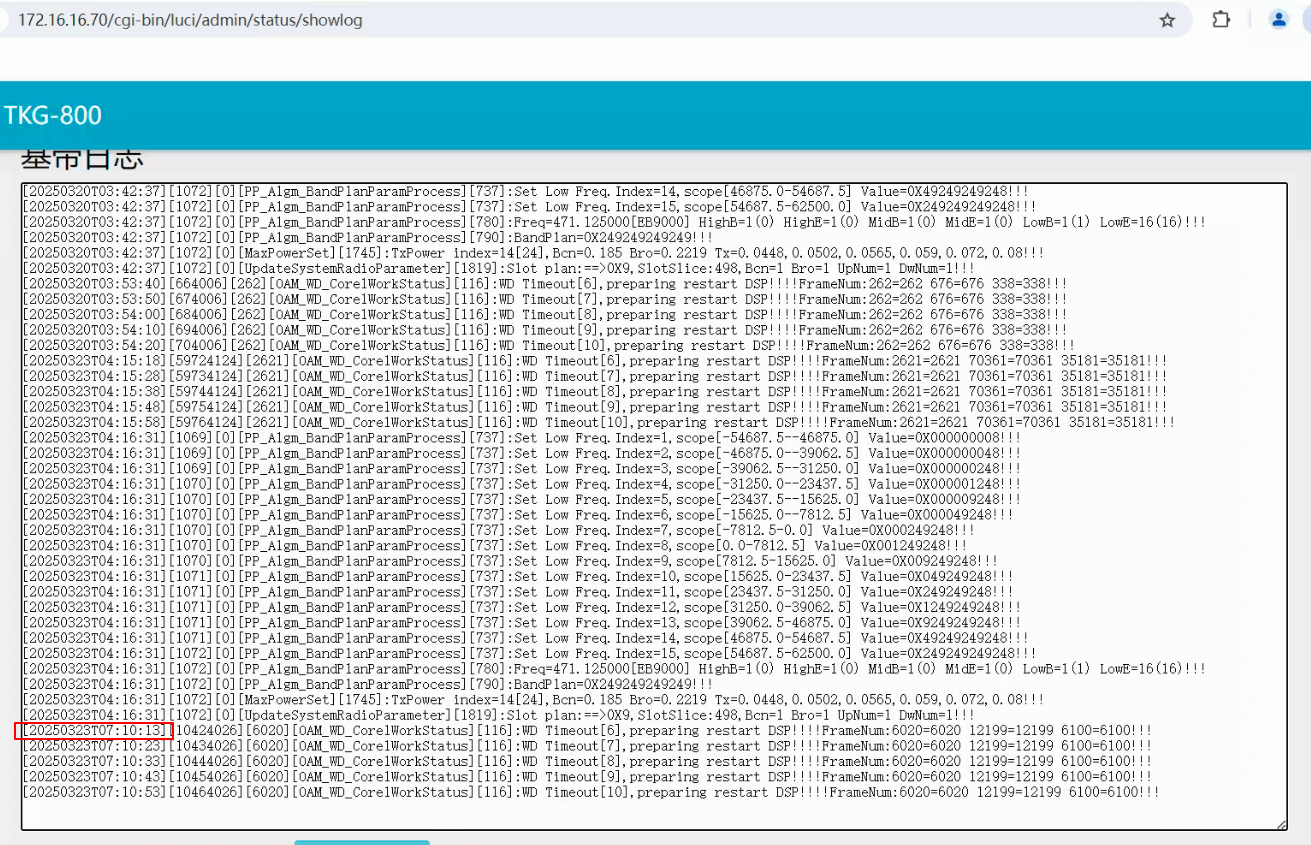 172.16.16.70/cgi-bin/luci/admin/status/showlog
TKG-800
基带日志
[20250320T03:42:37][1072][0][PP_Algm_BandPlanParamProcess][737]:Set Low Freq.Index=14,scope[46875.0-54687.5] Value=0X49249249248!!!
[20250320T03:42:37][1072][0][PP_Algm_BandPlanParamProcess][737]:Set Low Freq.Index=15,scope[54687.5-62500.0] Value=0X249249249248!!!
[20250320T03:42:37][1072][0][PP_Algm_BandPlanParamProcess][780]:Freq=471.125000[EB9000] HighB=1(0) HighE=1(0) MidB=1(0) MidE=1(0) LowB=1(1) LowE=16(16)!!!
[20250320T03:42:37][1072][0][PP_Algm_BandPlanParamProcess][790]:BandPlan=0X249249249249!!!
[20250320T03:42:37][1072][0][MaxPowerSet][1745]:TxPower index=14[24],Bcn=0.185 Bro=0.2219 Tx=0.0448,0.0502,0.0565,0.059,0.072,0.08!!!
[20250320T03:42:37][1072][0][UpdateSystemRadioParameter][1819]:Slot plan:==>0X9,SlotSlice:498,Bcn=1 Bro=1 UpNum=1 DwNum=1!!!
[20250320T03:53:40][664006][262][OAM_WD_Core1WorkStatus][116]:WD Timeout[6],preparing restart DSP!!!!FrameNum:262=262 676=676 338=338!!!
[20250320T03:53:50][674006][262][OAM_WD_Core1WorkStatus][116]:WD Timeout[7],preparing restart DSP!!!!FrameNum:262=262 676=676 338=338!!!
[20250320T03:54:00][684006][262][OAM_WD_Core1WorkStatus][116]:WD Timeout[8],preparing restart DSP!!!!FrameNum:262=262 676=676 338=338!!!
[20250320T03:54:10][694006][262][OAM_WD_Core1WorkStatus][116]:WD Timeout[9],preparing restart DSP!!!!FrameNum:262=262 676=676 338=338!!!
[20250320T03:54:20][704006][262][OAM_WD_Core1WorkStatus][116]:WD Timeout[10],preparing restart DSP!!!!FrameNum:262=262 676=676 338=338!!!
[20250323T04:15:18][59724124][2621][OAM_WD_Core1WorkStatus][116]:WD Timeout[6],preparing restart DSP!!!!FrameNum:2621=2621 70361=70361 35181=35181!!!
[20250323T04:15:28][59734124][2621][OAM_WD_Core1WorkStatus][116]:WD Timeout[7],preparing restart DSP!!!!FrameNum:2621=2621 70361=70361 35181=35181!!!
[20250323T04:15:38][59744124][2621][OAM_WD_Core1WorkStatus][116]:WD Timeout[8],preparing restart DSP!!!!FrameNum:2621=2621 70361=70361 35181=35181!!!
[20250323T04:15:48][59754124][2621][OAM_WD_Core1WorkStatus][116]:WD Timeout[9],preparing restart DSP!!!!FrameNum:2621=2621 70361=70361 35181=35181!!!
[20250323T04:15:58][59764124][2621][OAM_WD_Core1WorkStatus][116]:WD Timeout[10],preparing restart DSP!!!!FrameNum:2621=2621 70361=70361 35181=35181!!!
[20250323T04:16:31][1069][0][PP_Algm_BandPlanParamProcess][737]:Set Low Freq.Index=1,scope[-54687.5--46875.0] Value=0X000000008!!!
[20250323T04:16:31][1069][0][PP_Algm_BandPlanParamProcess][737]:Set Low Freq.Index=2,scope[-46875.0--39062.5] Value=0X000000048!!!
[20250323T04:16:31][1069][0][PP_Algm_BandPlanParamProcess][737]:Set Low Freq.Index=3,scope[-39062.5--31250.0] Value=0X000000248!!!
[20250323T04:16:31][1070][0][PP_Algm_BandPlanParamProcess][737]:Set Low Freq.Index=4,scope[-31250.0--23437.5] Value=0X000001248!!!
[20250323T04:16:31][1070][0][PP_Algm_BandPlanParamProcess][737]:Set Low Freq.Index=5,scope[-23437.5--15625.0] Value=0X000009248!!!
[20250323T04:16:31][1070][0][PP_Algm_BandPlanParamProcess][737]:Set Low Freq.Index=6,scope[-15625.0--7812.5] Value=0X000049248!!!
[20250323T04:16:31][1070][0][PP_Algm_BandPlanParamProcess][737]:Set Low Freq.Index=7,scope[-7812.5-0.0] Value=0X000249248!!!
[20250323T04:16:31][1070][0][PP_Algm_BandPlanParamProcess][737]:Set Low Freq.Index=8,scope[0.0-7812.5] Value=0X001249248!!!
[20250323T04:16:31][1070][0][PP_Algm_BandPlanParamProcess][737]:Set Low Freq.Index=9,scope[7812.5-15625.0] Value=0X009249248!!!
[20250323T04:16:31][1071][0][PP_Algm_BandPlanParamProcess][737]:Set Low Freq.Index=10,scope[15625.0-23437.5] Value=0X049249248!!!
[20250323T04:16:31][1071][0][PP_Algm_BandPlanParamProcess][737]:Set Low Freq.Index=11,scope[23437.5-31250.0] Value=0X249249248!!!
[20250323T04:16:31][1071][0][PP_Algm_BandPlanParamProcess][737]:Set Low Freq.Index=12,scope[31250.0-39062.5] Value=0X1249249248!!!
[20250323T04:16:31][1071][0][PP_Algm_BandPlanParamProcess][737]:Set Low Freq.Index=13,scope[39062.5-46875.0] Value=0X9249249248!!!
[20250323T04:16:31][1071][0][PP_Algm_BandPlanParamProcess][737]:Set Low Freq.Index=14,scope[46875.0-54687.5] Value=0X49249249248!!!
[20250323T04:16:31][1072][0][PP_Algm_BandPlanParamProcess][737]:Set Low Freq.Index=15,scope[54687.5-62500.0] Value=0X249249249248!!!
[20250323T04:16:31][1072][0][PP_Algm_BandPlanParamProcess][780]:Freq=471.125000[EB9000] HighB=1(0) HighE=1(0) MidB=1(0) MidE=1(0) LowB=1(1) LowE=16(16)!!!
[20250323T04:16:31][1072][0][PP_Algm_BandPlanParamProcess][790]:BandPlan=0X249249249249!!!
[20250323T04:16:31][1072][0][MaxPowerSet][1745]:TxPower index=14[24],Bcn=0.185 Bro=0.2219 Tx=0.0448,0.0502,0.0565,0.059,0.072,0.08!!!
[20250323T04:16:31][1072][0][UpdateSystemRadioParameter][1819]:Slot plan:==>0X9,SlotSlice:498,Bcn=1 Bro=1 UpNum=1 DwNum=1!!!
[20250323T07:10:13][10424026][6020][OAM_WD_Core1WorkStatus][116]:WD Timeout[6],preparing restart DSP!!!!FrameNum:6020=6020 12199=12199 6100=6100!!!
[20250323T07:10:23][10434026][6020][OAM_WD_Core1WorkStatus][116]:WD Timeout[7],preparing restart DSP!!!!FrameNum:6020=6020 12199=12199 6100=6100!!!
[20250323T07:10:33][10444026][6020][OAM_WD_Core1WorkStatus][116]:WD Timeout[8],preparing restart DSP!!!!FrameNum:6020=6020 12199=12199 6100=6100!!!
[20250323T07:10:43][10454026][6020][OAM_WD_Core1WorkStatus][116]:WD Timeout[9],preparing restart DSP!!!!FrameNum:6020=6020 12199=12199 6100=6100!!!
[20250323T07:10:53][10464026][6020][OAM_WD_Core1WorkStatus][116]:WD Timeout[10],preparing restart DSP!!!!FrameNum:6020=6020 12199=12199 6100=6100!!!